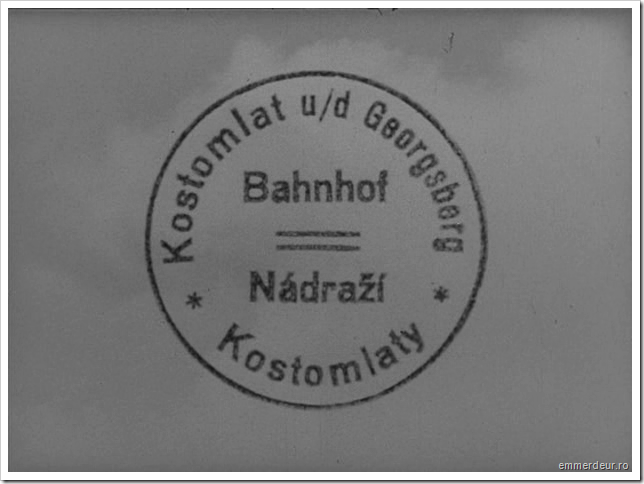 Kostomlat u/d Georgsberg
Bahnhof
Nádraží
* Kostomlaty *
emmerdeur.ro